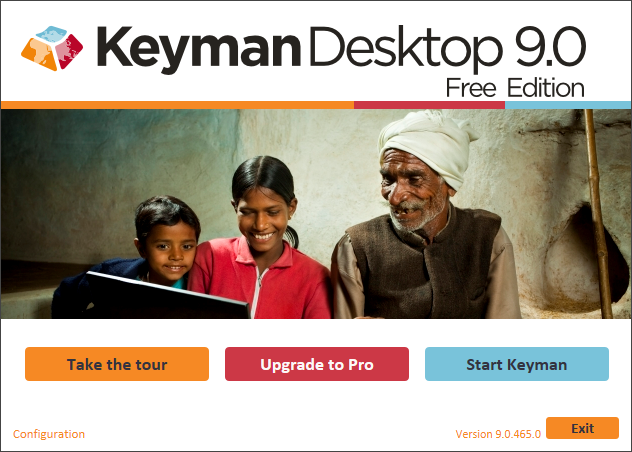 Keyman Desktop 9.0
Free Edition
Take the tour
Upgrade to Pro
Start Keyman
Configuration
Version 9.0.465.0
Exit